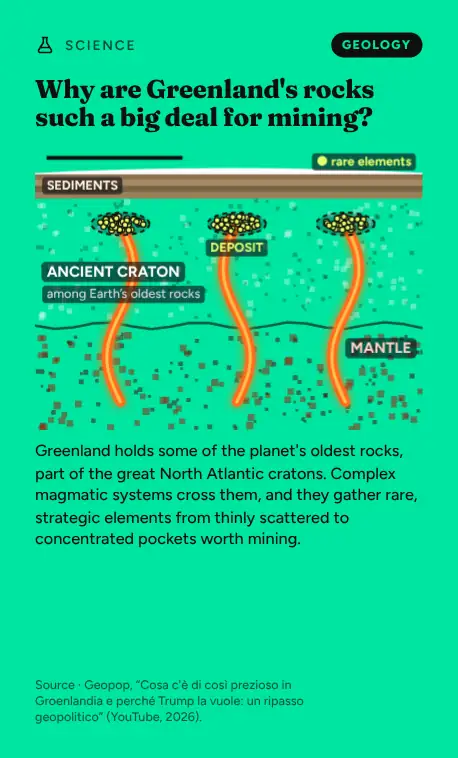 SCIENCE
GEOLOGY
Why are Greenland's rocks
such a big deal for mining?
rare elements
SEDIMENTS
DEPOSIT
ANCIENT CRATON
among Earth's oldest rocks
MANTLE
Greenland holds some of the planet's oldest rocks,
part of the great North Atlantic cratons. Complex
magmatic systems cross them, and they gather rare,
strategic elements from thinly scattered to
concentrated pockets worth mining.
Source · Geopop, "Cosa c'è di così prezioso in
Groenlandia e perché Trump la vuole: un ripasso
geopolitico" (YouTube, 2026).